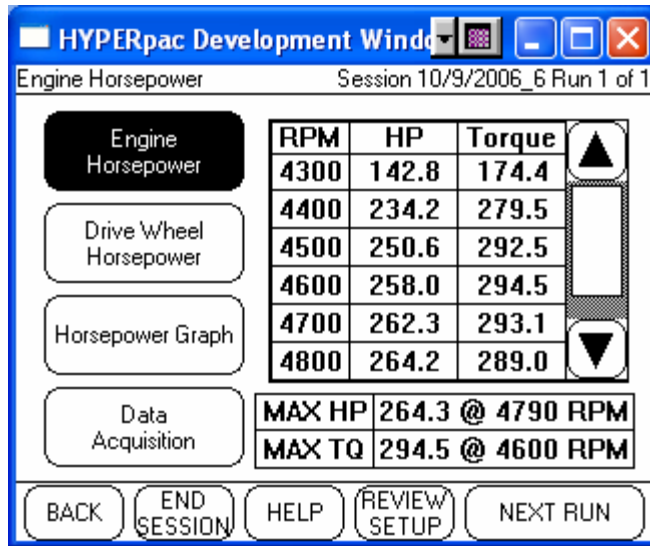 HYPERpac Development Windo
Engine Horsepower Session 10/9/2006_6 Run 1 of 1
Engine
Horsepower
Drive Wheel
Horsepower
Horsepower Graph
Data
Acquisition
RPM HP Torque
4300 142.8 174.4
4400 234.2 279.5
4500 250.6 292.5
4600 258.0 294.5
4700 262.3 293.1
4800 264.2 289.0
MAX HP 264.3 @ 4790 RPM
MAX TQ 294.5 @ 4600 RPM
BACK
END
SESSION
HELP
REVIEW
SETUP
NEXT RUN